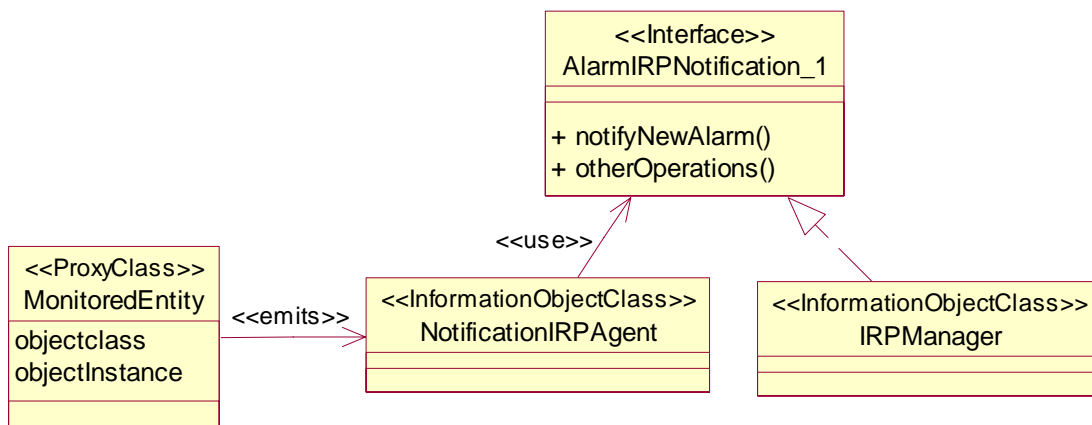 <<Interface>>
AlarmIRPNotification_1
+ notifyNewAlarm()
+ otherOperations()
<<use>>
<<ProxyClass>>
MonitoredEntity
objectclass
objectInstance
<<emits>>
<<InformationObjectClass>>
NotificationIRPAgent
<<InformationObjectClass>>
IRPManager